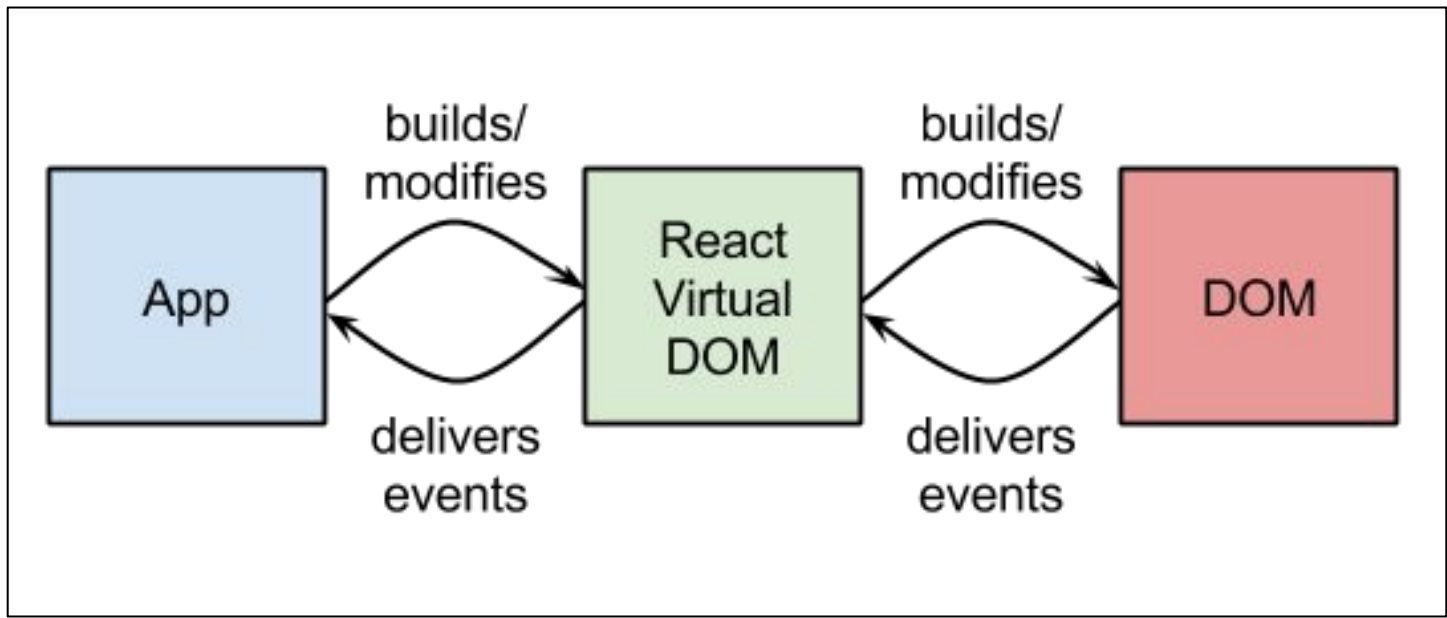 builds/
modifies
builds/
modifies
App
React
Virtual
DOM
DOM
delivers
events
delivers
events